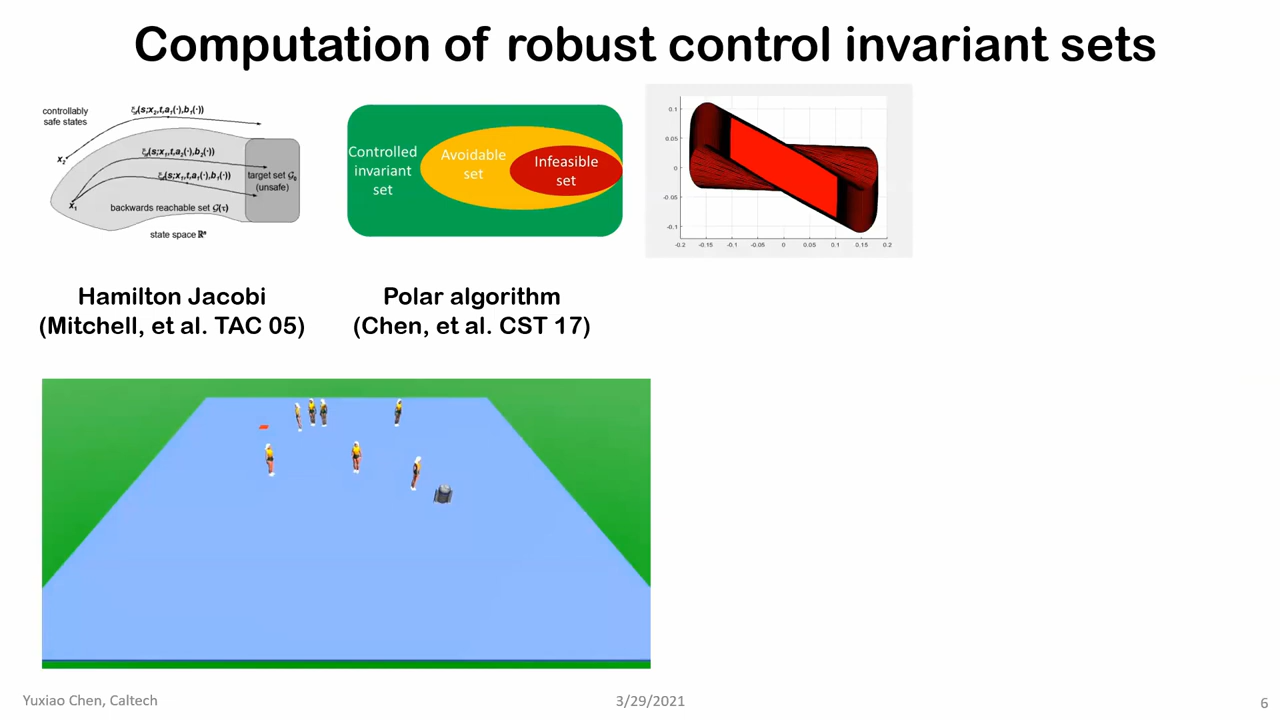 Computation of robust control invariant sets
controllably
safe states
target set G₀
(unsafe)
backwards reachable set G(τ)
state space ℝⁿ
Controlled
invariant
set
Avoidable
set
Infeasible
set
0.1
0.05
0
-0.05
-0.1
-0.2
-0.15
-0.1
-0.05
0
0.05
0.1
0.15
0.2
Hamilton Jacobi
(Mitchell, et al. TAC 05)
Polar algorithm
(Chen, et al. CST 17)
Yuxiao Chen, Caltech
3/29/2021
6